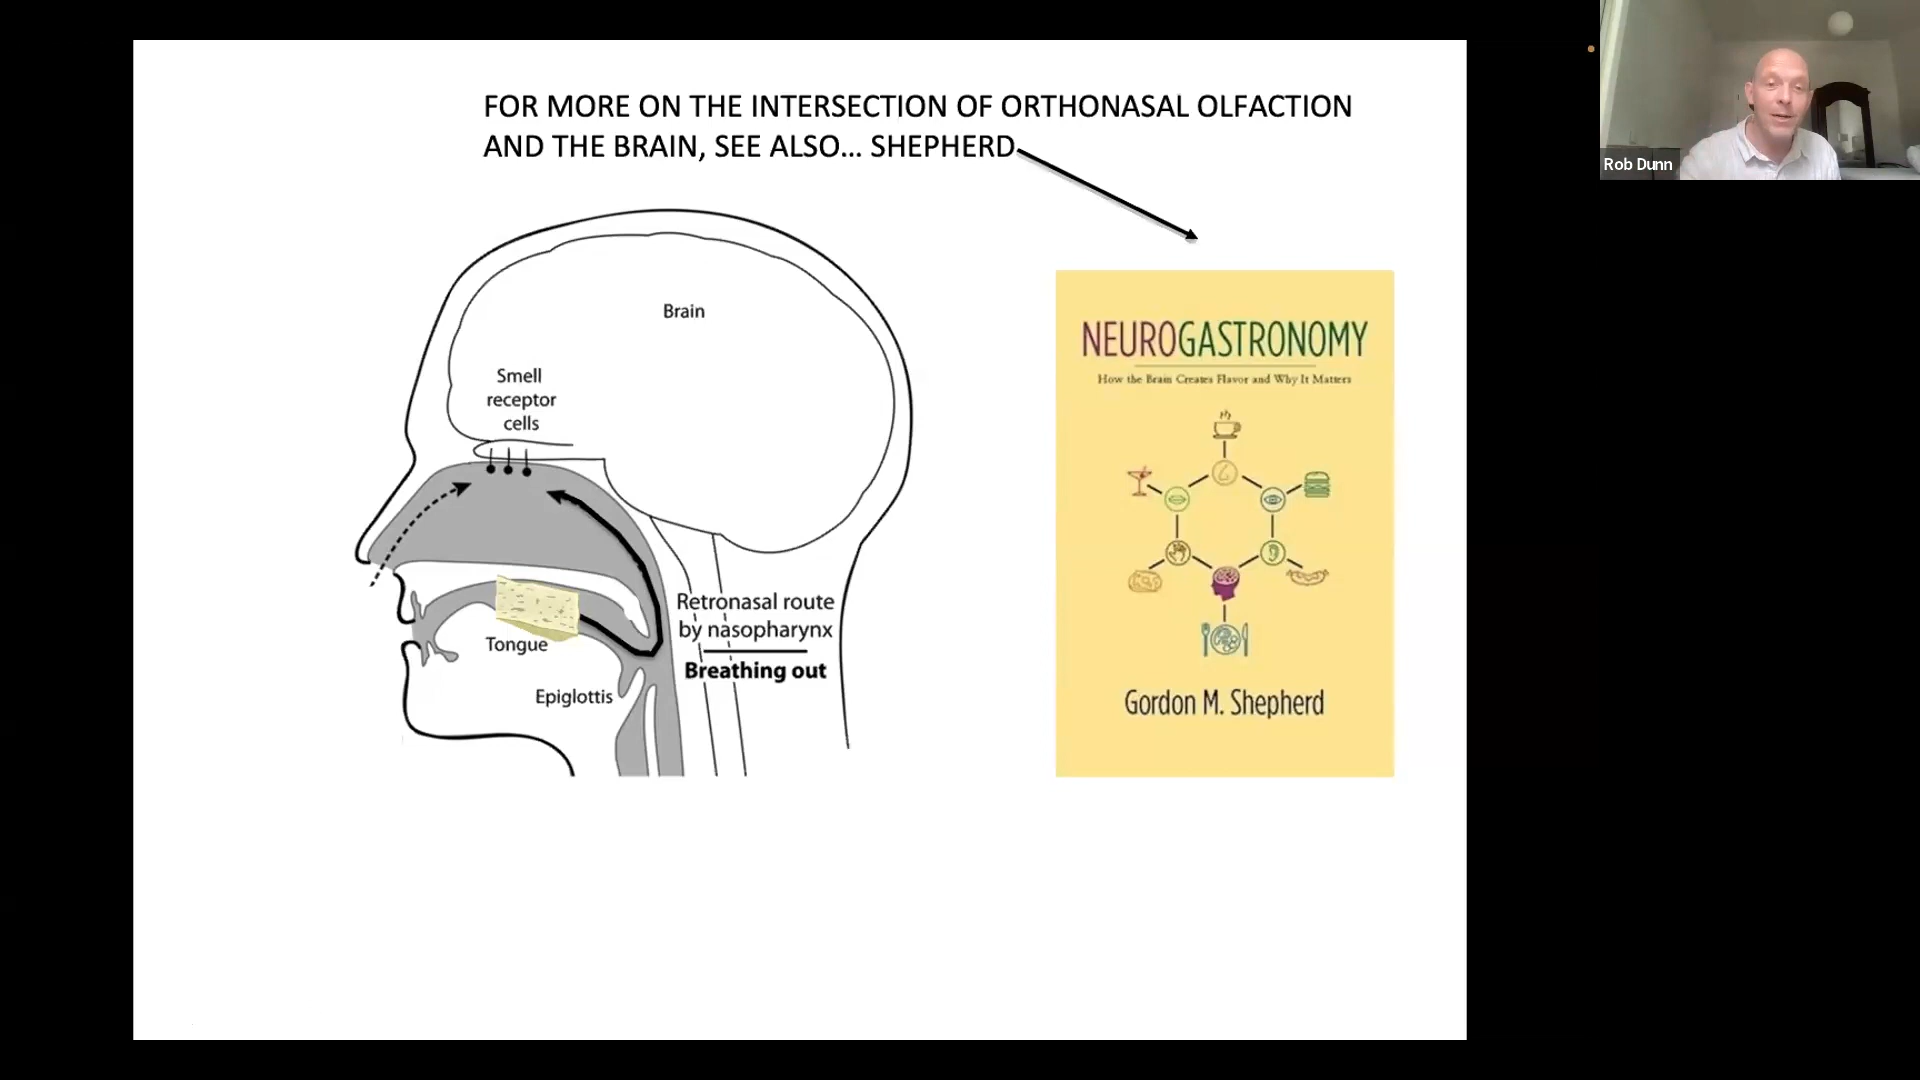 FOR MORE ON THE INTERSECTION OF ORTHONASAL OLFACTION
AND THE BRAIN, SEE ALSO... SHEPHERD
Rob Dunn
Brain
Smell
receptor
cells
Retronasal route
by nasopharynx
Breathing out
Tongue
Epiglottis
NEUROGASTRONOMY
How the Brain Creates Flavor and Why It Matters
Gordon M. Shepherd